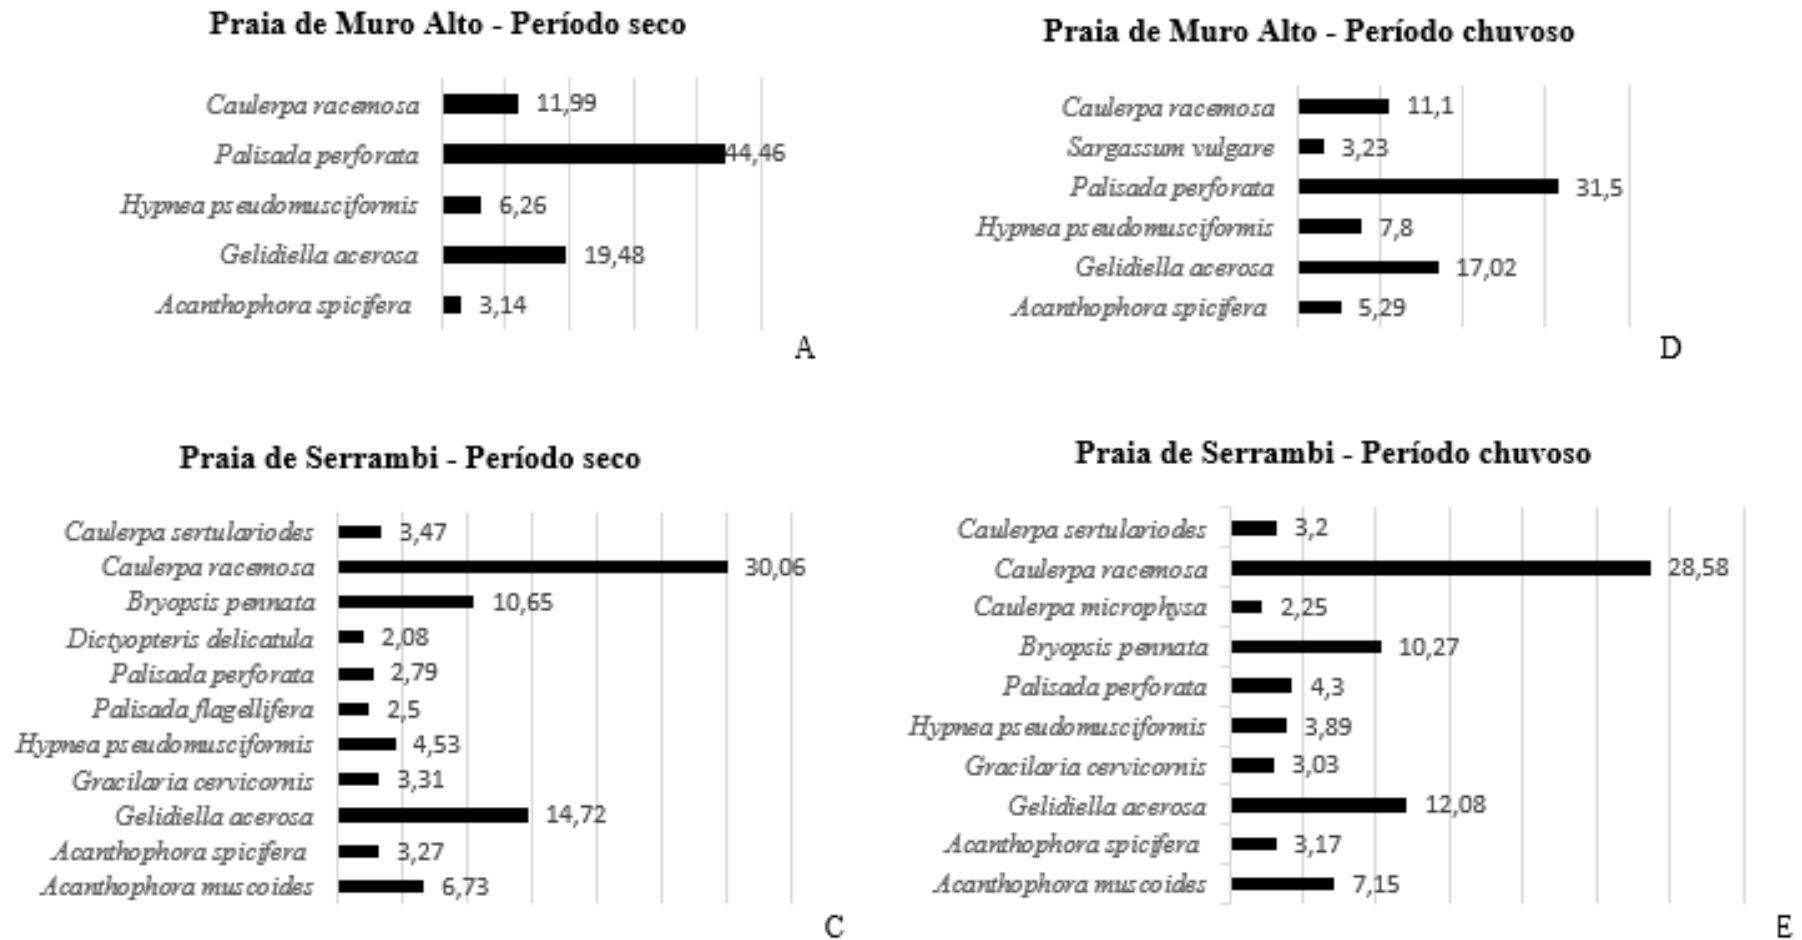 Praia de Muro Alto - Período seco
Caulerpa racemosa 11,99
Palisada perforata 44,46
Hypnea pseudomusciformis 6,26
Gelidiella acerosa 19,48
Acanthophora spicifera 3,14
A
Praia de Muro Alto - Período chuvoso
Caulerpa racemosa 11,1
Sargassum vulgare 3,23
Palisada perforata 31,5
Hypnea pseudomusciformis 7,8
Gelidiella acerosa 17,02
Acanthophora spicifera 5,29
D
Praia de Serrambi - Período seco
Caulerpa sertulariodes 3,47
Caulerpa racemosa 30,06
Bryopsis pennata 10,65
Dictyopteris delicatula 2,08
Palisada perforata 2,79
Palisada flagellifera 2,5
Hypnea pseudomusciformis 4,53
Gracilaria cervicornis 3,31
Gelidiella acerosa 14,72
Acanthophora spicifera 3,27
Acanthophora muscoides 6,73
C
Praia de Serrambi - Período chuvoso
Caulerpa sertulariodes 3,2
Caulerpa racemosa 28,58
Caulerpa microphysa 2,25
Bryopsis pennata 10,27
Palisada perforata 4,3
Hypnea pseudomusciformis 3,89
Gracilaria cervicornis 3,03
Gelidiella acerosa 12,08
Acanthophora spicifera 3,17
Acanthophora muscoides 7,15
E